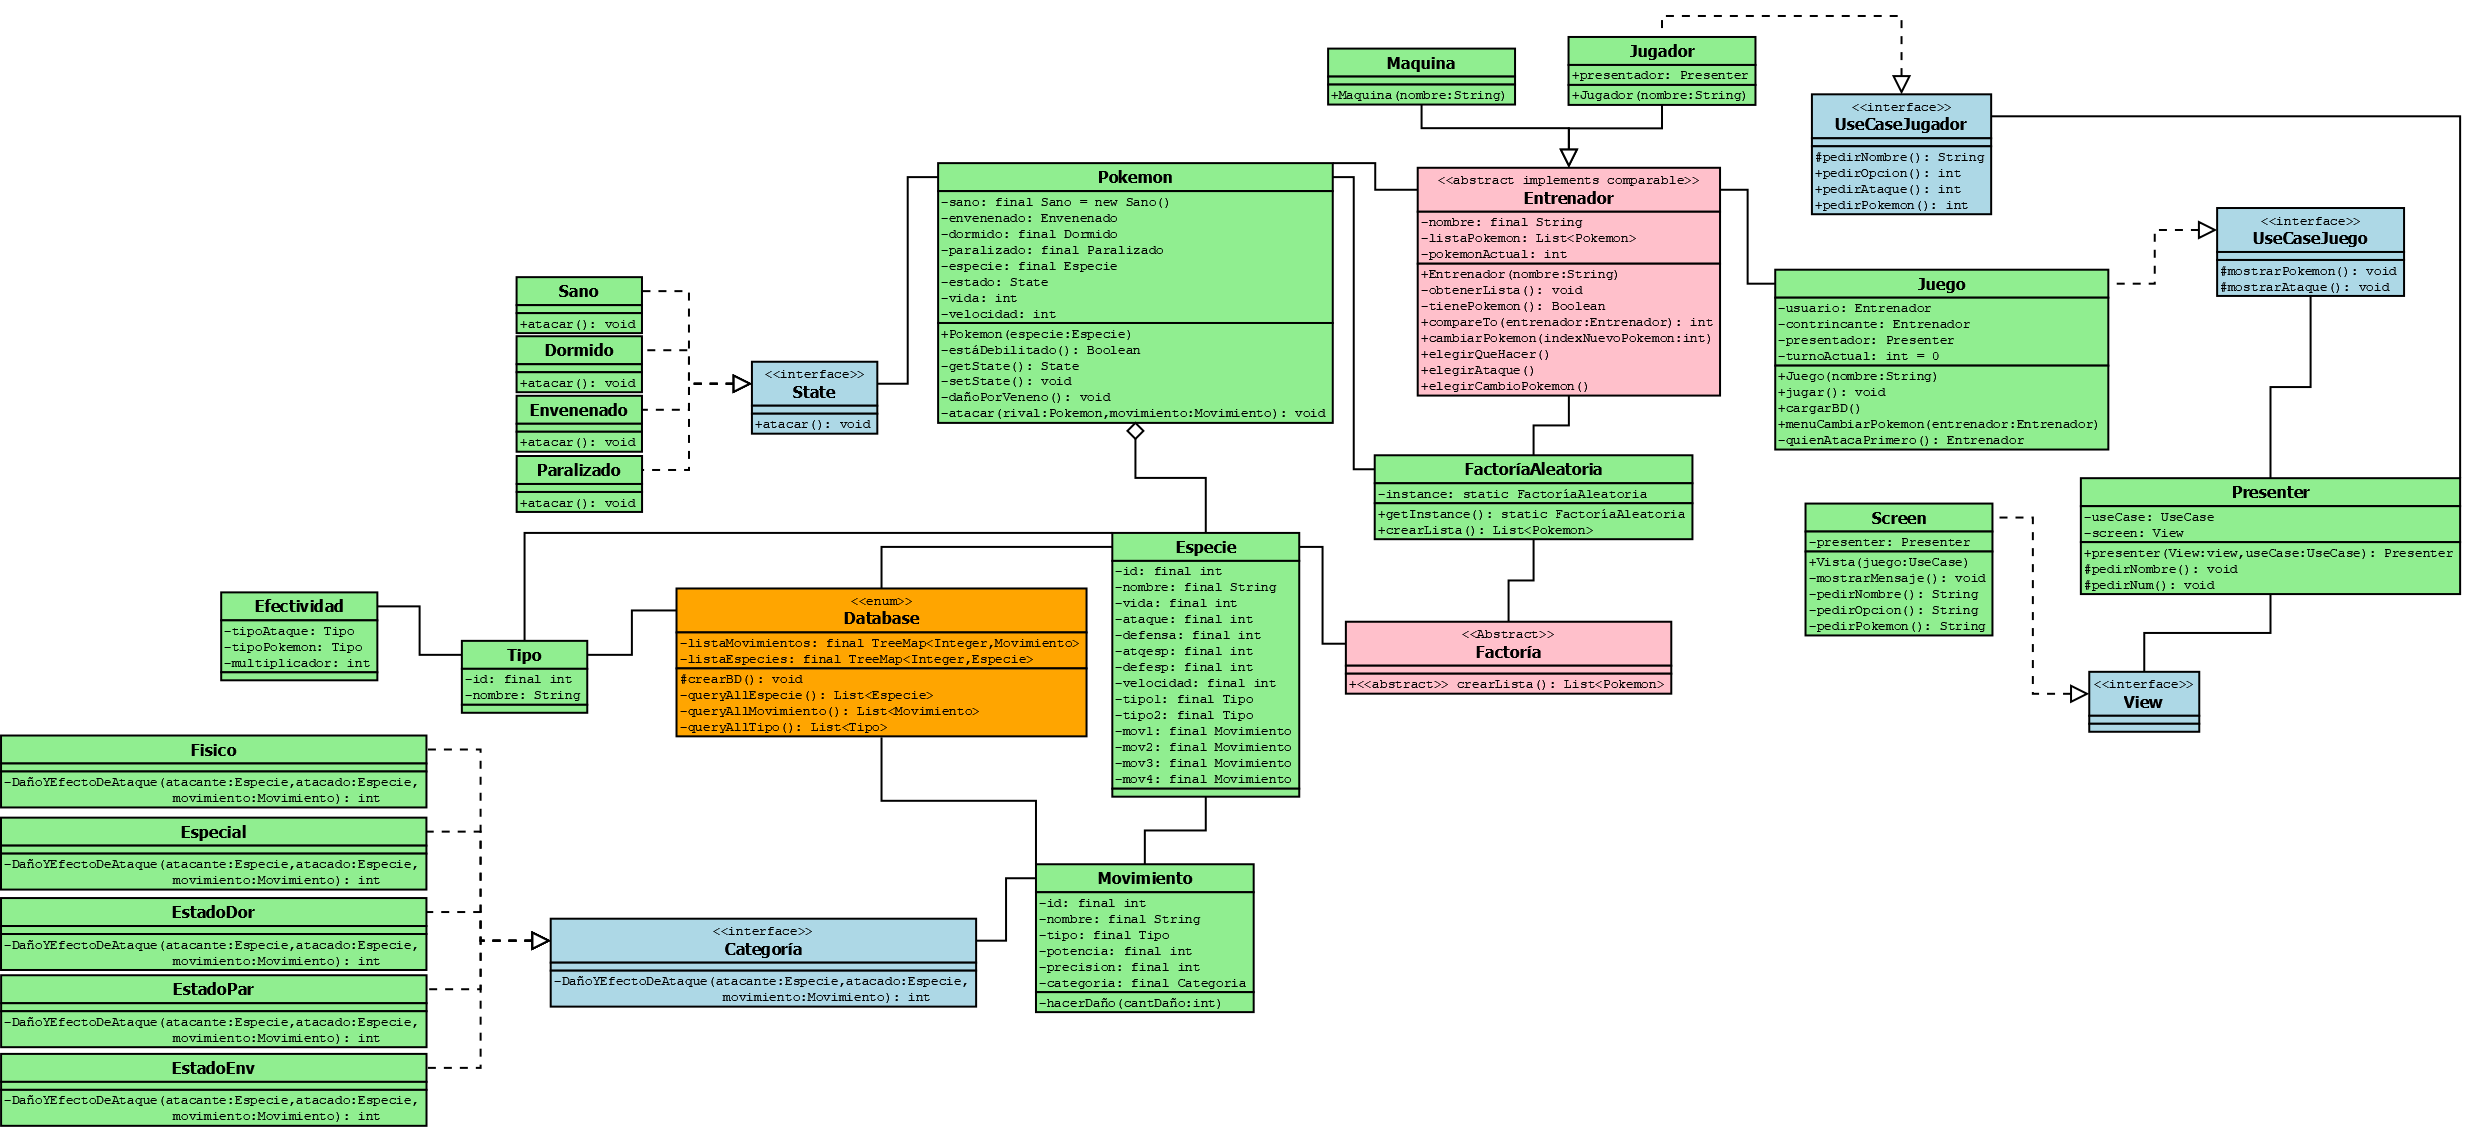 Maquina
+Maquina(nombre:String)
Jugador
+presentador: Presenter
+Jugador(nombre:String)
<<interface>>
UseCaseJugador
#pedirNombre(): String
+pedirOpcion(): int
+pedirAtaque(): int
+pedirPokemon(): int
Pokemon
-sano: final Sano = new Sano()
-envenenado: Envenenado
-dormido: final Dormido
-paralizado: final Paralizado
-especie: final Especie
-estado: State
-vida: int
-velocidad: int
+Pokemon(especie:Especie)
-estáDebilitado(): Boolean
-getState(): State
-setState(): void
-dañoPorVeneno(): void
-atacar(rival:Pokemon,movimiento:Movimiento): void
<<abstract implements comparable>>
Entrenador
-nombre: final String
-listaPokemon: List<Pokemon>
-pokemonActual: int
+Entrenador(nombre:String)
-obtenerLista(): void
-tienePokemon(): Boolean
+compareTo(entrenador:Entrenador): int
+cambiarPokemon(indexNuevoPokemon:int)
+elegirQueHacer()
+elegirAtaque()
+elegirCambioPokemon()
<<interface>>
UseCaseJuego
#mostrarPokemon(): void
#mostrarAtaque(): void
Juego
-usuario: Entrenador
-contrincante: Entrenador
-presentador: Presenter
-turnoActual: int = 0
+Juego(nombre:String)
+jugar(): void
+cargarBD()
+menuCambiarPokemon(entrenador:Entrenador)
-quienAtacaPrimero(): Entrenador
Sano
+atacar(): void
Dormido
+atacar(): void
Envenenado
+atacar(): void
Paralizado
+atacar(): void
<<interface>>
State
+atacar(): void
FactoríaAleatoria
-instance: static FactoríaAleatoria
+getInstance(): static FactoríaAleatoria
+crearLista(): List<Pokemon>
Screen
-presenter: Presenter
+Vista(juego:UseCase)
-mostrarMensaje(): void
-pedirNombre(): String
-pedirOpcion(): String
-pedirPokemon(): String
Presenter
-useCase: UseCase
-screen: View
+presenter(View:view,useCase:UseCase): Presenter
#pedirNombre(): void
#pedirNum(): void
Efectividad
-tipoAtaque: Tipo
-tipoPokemon: Tipo
-multiplicador: int
Tipo
-id: final int
-nombre: String
<<enum>>
Database
-listaMovimientos: final TreeMap<Integer,Movimiento>
-listaEspecies: final TreeMap<Integer,Especie>
#crearBD(): void
-queryAllEspecie(): List<Especie>
-queryAllMovimiento(): List<Movimiento>
-queryAllTipo(): List<Tipo>
Especie
-id: final int
-nombre: final String
-vida: final int
-ataque: final int
-defensa: final int
-atqesp: final int
-defesp: final int
-velocidad: final int
-tipo1: final Tipo
-tipo2: final Tipo
-mov1: final Movimiento
-mov2: final Movimiento
-mov3: final Movimiento
-mov4: final Movimiento
<<Abstract>>
Factoría
+<<abstract>> crearLista(): List<Pokemon>
<<interface>>
View
Fisico
-DañoYEfectoDeAtaque(atacante:Especie,atacado:Especie,
movimiento:Movimiento): int
Especial
-DañoYEfectoDeAtaque(atacante:Especie,atacado:Especie,
movimiento:Movimiento): int
EstadoDor
-DañoYEfectoDeAtaque(atacante:Especie,atacado:Especie,
movimiento:Movimiento): int
EstadoPar
-DañoYEfectoDeAtaque(atacante:Especie,atacado:Especie,
movimiento:Movimiento): int
EstadoEnv
-DañoYEfectoDeAtaque(atacante:Especie,atacado:Especie,
movimiento:Movimiento): int
<<interface>>
Categoría
-DañoYEfectoDeAtaque(atacante:Especie,atacado:Especie,
movimiento:Movimiento): int
Movimiento
-id: final int
-nombre: final String
-tipo: final Tipo
-potencia: final int
-precision: final int
-categoria: final Categoria
-hacerDaño(cantDaño:int)